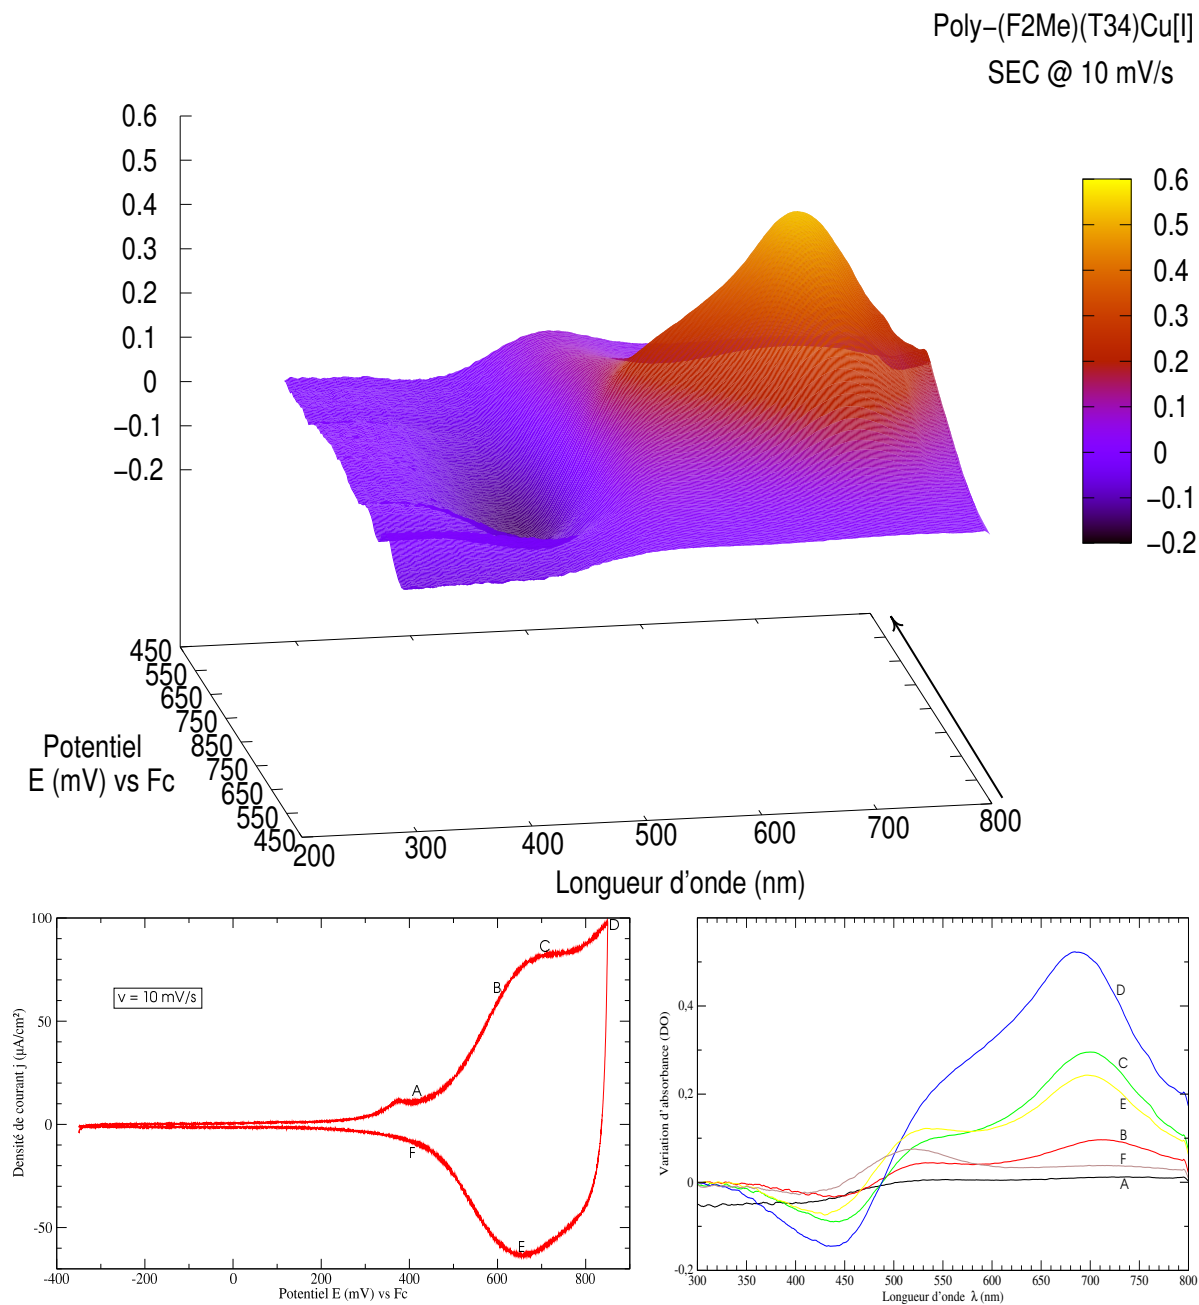 Poly−(F2Me)(T34)Cu[I]
SEC @ 10 mV/s
0.6
0.5
0.4
0.3
0.2
0.1
0
−0.1
−0.2
0.6
0.5
0.4
0.3
0.2
0.1
0
−0.1
−0.2
450
550
650
750
850
750
650
550
450
Potentiel
E (mV) vs Fc
200
300
400
500
600
700
800
Longueur d'onde (nm)
100
50
0
-50
Densité de courant j (µA/cm²)
v = 10 mV/s
A
B
C
D
E
F
-400
-200
0
200
400
600
800
Potentiel E (mV) vs Fc
0,4
0,2
0
-0,2
Variation d'absorbance (DO)
D
C
E
B
F
A
300
350
400
450
500
550
600
650
700
750
800
Longueur d'onde λ (nm)